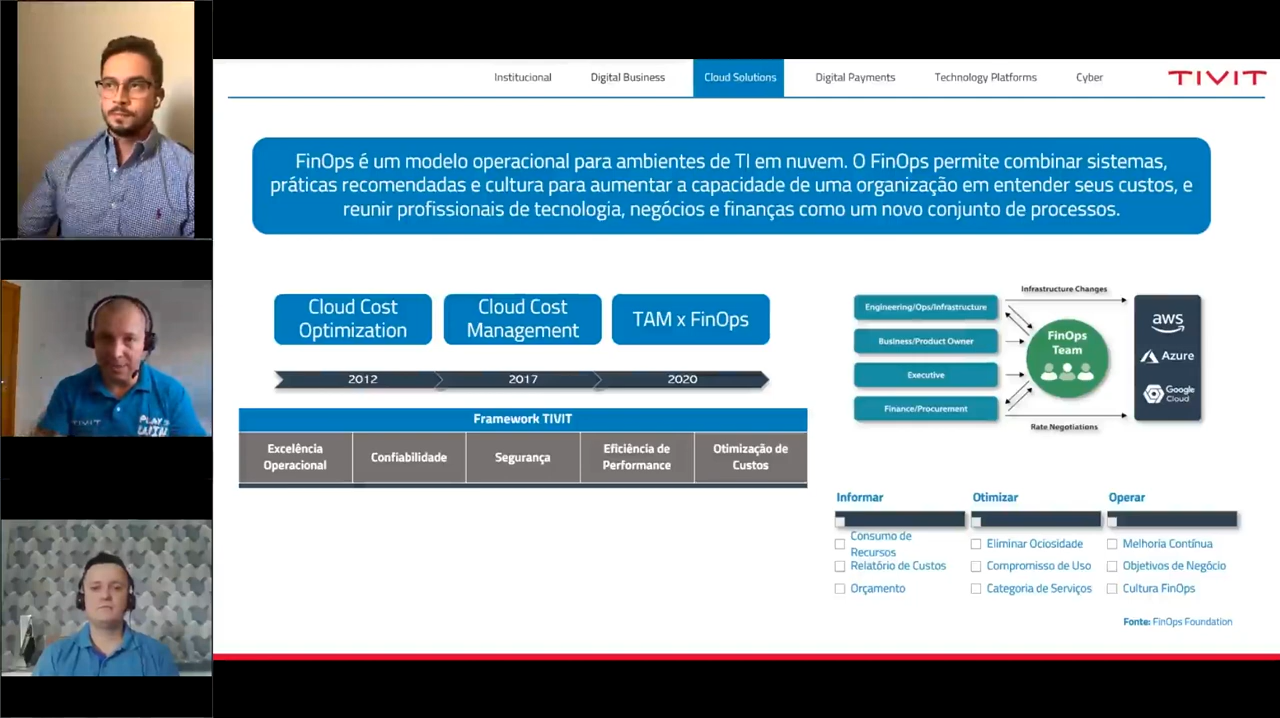 Institucional
Digital Business
Cloud Solutions
Digital Payments
Technology Platforms
Cyber
TIVIT
FinOps é um modelo operacional para ambientes de TI em nuvem. O FinOps permite combinar sistemas,
práticas recomendadas e cultura para aumentar a capacidade de uma organização em entender seus custos, e
reunir profissionais de tecnologia, negócios e finanças como um novo conjunto de processos.
Cloud Cost
Optimization
Cloud Cost
Management
TAM x FinOps
2012
2017
2020
Framework TIVIT
Excelência
Operacional
Confiabilidade
Segurança
Eficiência de
Performance
Otimização de
Custos
Infrastructure Changes
Engineering/Ops/Infrastructure
Business/Product Owner
Executive
Finance/Procurement
FinOps
Team
aws
Azure
Google
Cloud
Rate Negotiations
Informar
Consumo de
Recursos
Relatório de Custos
Orçamento
Otimizar
Eliminar Ociosidade
Compromisso de Uso
Categoria de Serviços
Operar
Melhoria Contínua
Objetivos de Negócio
Cultura FinOps
Fonte: FinOps Foundation
TIVIT
PLAY
WIN